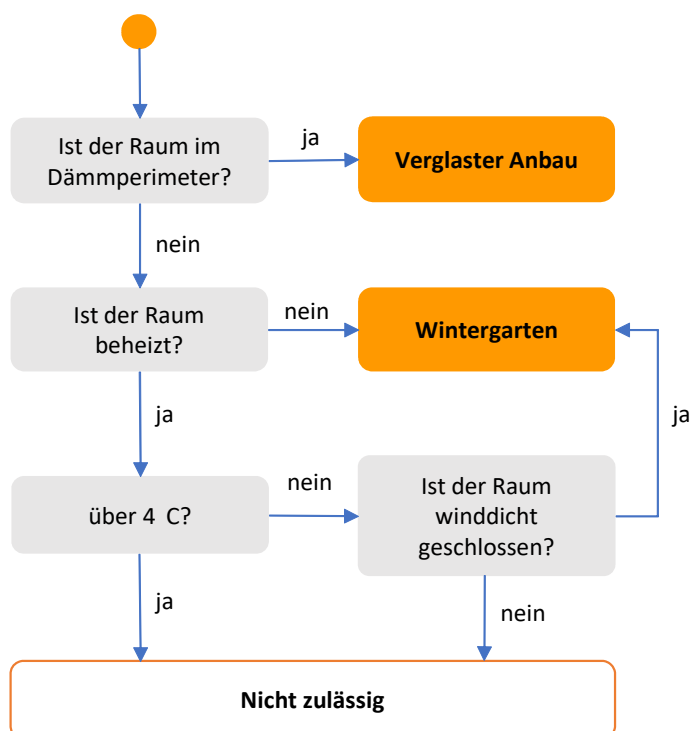 Ist der Raum im
Dämmperimeter?
ja
Verglaster Anbau
nein
Ist der Raum
beheizt?
nein
Wintergarten
ja
ja
über 4  C?
nein
Ist der Raum
winddicht
geschlossen?
ja
nein
Nicht zulässig